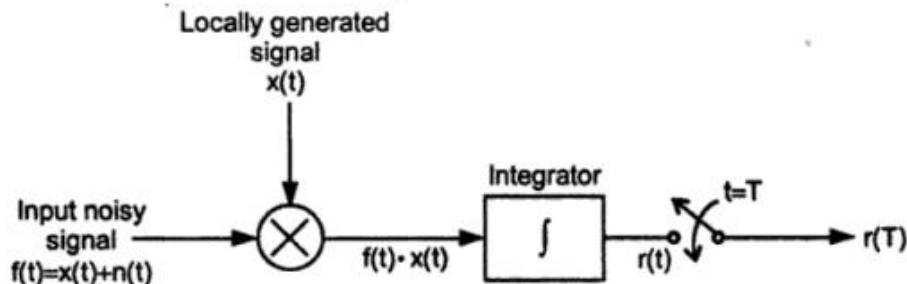 Locally generated
signal
x(t)
Integrator
t=T
Input noisy
signal
f(t)=x(t)+n(t)
f(t)· x(t)
∫
r(t)
r(T)